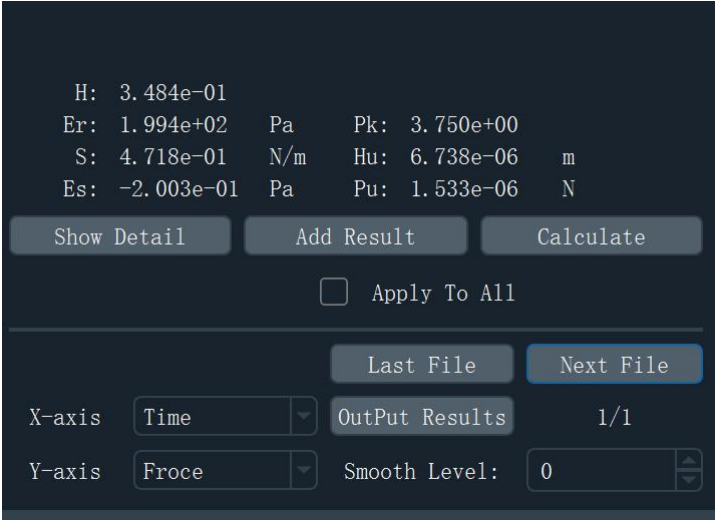 H: 3.484e-01
Er: 1.994e+02 Pa Pk: 3.750e+00
S: 4.718e-01 N/m Hu: 6.738e-06 m
Es: -2.003e-01 Pa Pu: 1.533e-06 N
Show Detail Add Result Calculate
Apply To All
Last File Next File
X-axis Time OutPut Results 1/1
Y-axis Froce Smooth Level: 0